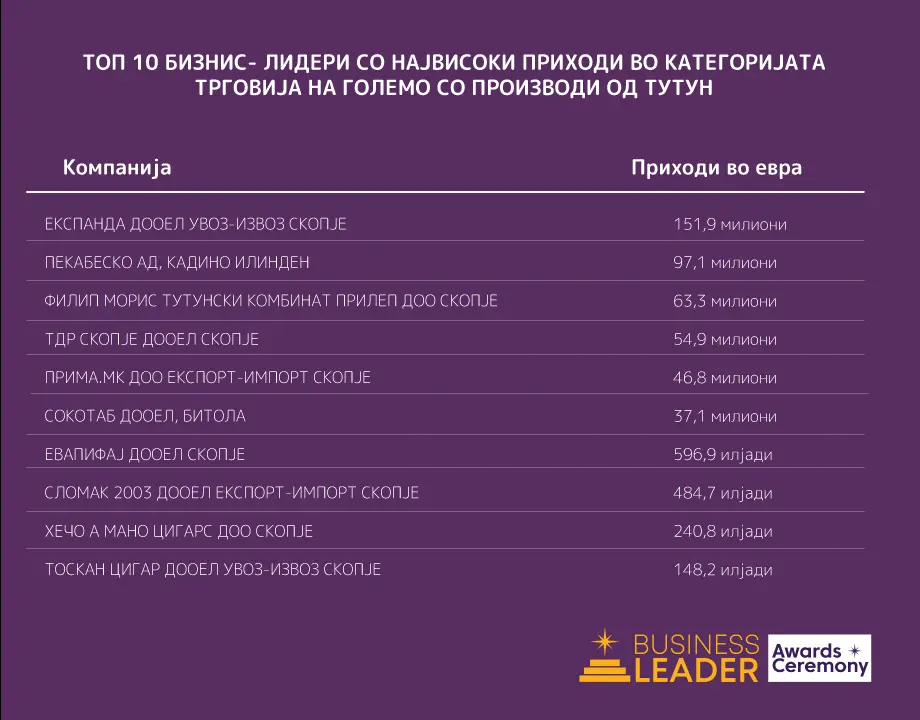 ТОП 10 БИЗНИС- ЛИДЕРИ СО НАЈВИСОКИ ПРИХОДИ ВО КАТЕГОРИЈАТА
ТРГОВИЈА НА ГОЛЕМО СО ПРОИЗВОДИ ОД ТУТУН
Компанија Приходи во евра
ЕКСПАНДА ДООЕЛ УВОЗ-ИЗВОЗ СКОПЈЕ 151,9 милиони
ПЕКАБЕСКО АД, КАДИНО ИЛИНДЕН 97,1 милиони
ФИЛИП МОРИС ТУТУНСКИ КОМБИНАТ ПРИЛЕП ДОО СКОПЈЕ 63,3 милиони
ТДР СКОПЈЕ ДООЕЛ СКОПЈЕ 54,9 милиони
ПРИМА.МК ДОО ЕКСПОРТ-ИМПОРТ СКОПЈЕ 46,8 милиони
СОКОТАБ ДООЕЛ, БИТОЛА 37,1 милиони
ЕВАПИФАЈ ДООЕЛ СКОПЈЕ 596,9 илјади
СЛОМАК 2003 ДООЕЛ ЕКСПОРТ-ИМПОРТ СКОПЈЕ 484,7 илјади
ХЕЧО А МАНО ЦИГАРС ДОО СКОПЈЕ 240,8 илјади
ТОСКАН ЦИГАР ДООЕЛ УВОЗ-ИЗВОЗ СКОПЈЕ 148,2 илјади
BUSINESS
LEADER
Awards
Ceremony